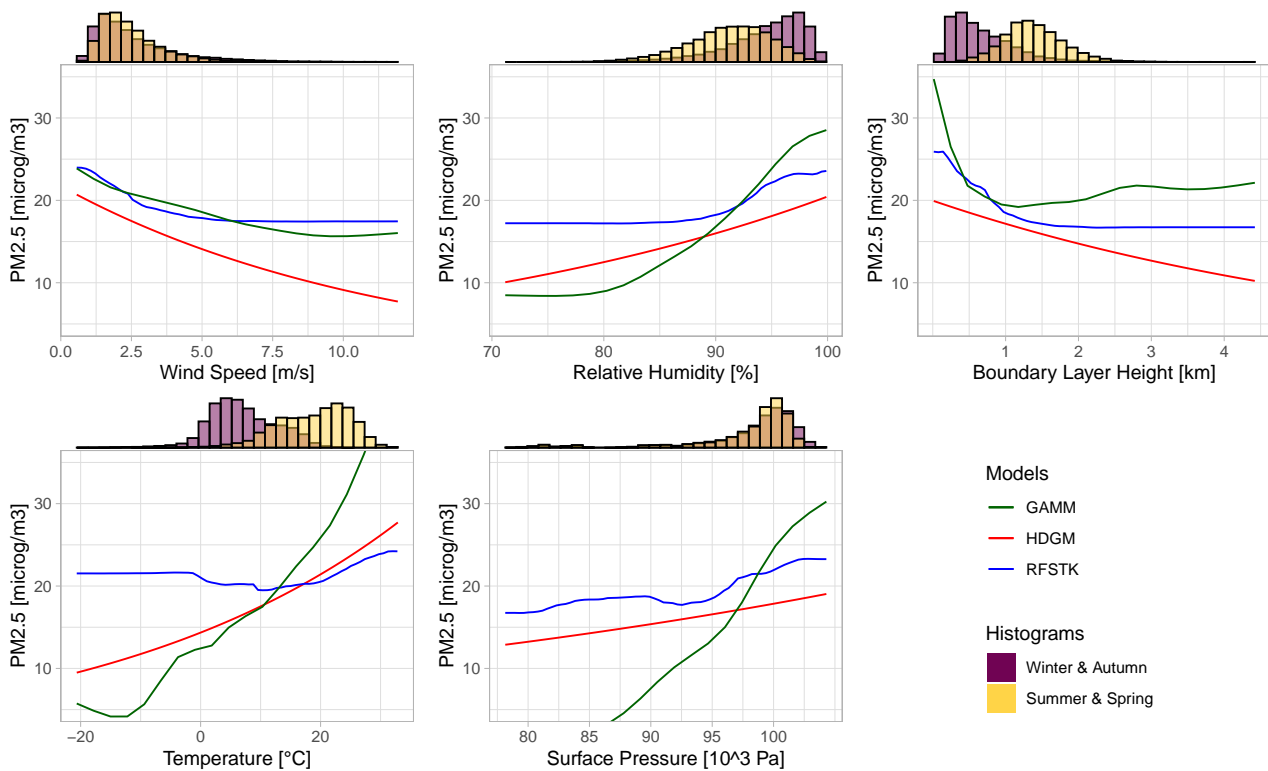 PM2.5 [microg/m3]
30
20
10
0.0
2.5
5.0
7.5
10.0
Wind Speed [m/s]
PM2.5 [microg/m3]
30
20
10
70
80
90
100
Relative Humidity [%]
PM2.5 [microg/m3]
30
20
10
1
2
3
4
Boundary Layer Height [km]
PM2.5 [microg/m3]
30
20
10
−20
0
20
Temperature [°C]
PM2.5 [microg/m3]
30
20
10
80
85
90
95
100
Surface Pressure [10^3 Pa]
Models
GAMM
HDGM
RFSTK
Histograms
Winter & Autumn
Summer & Spring